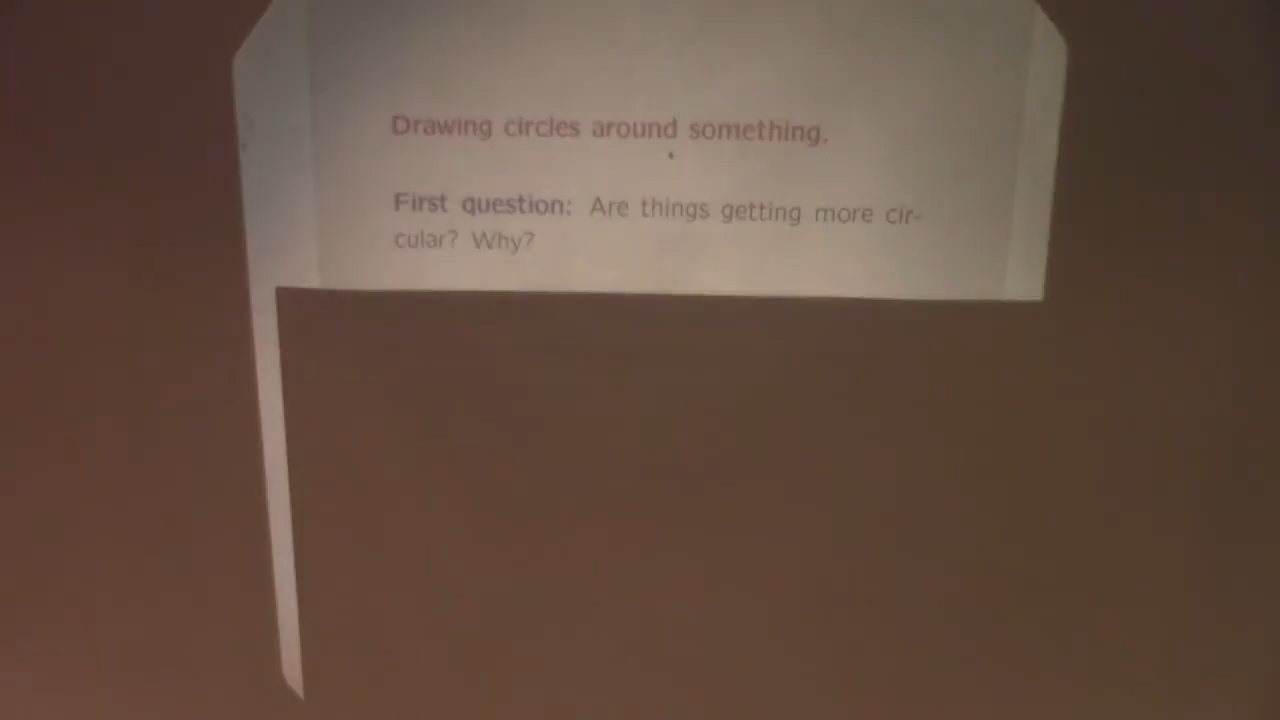 Drawing circles around something.
First question: Are things getting more cir-
cular? Why?